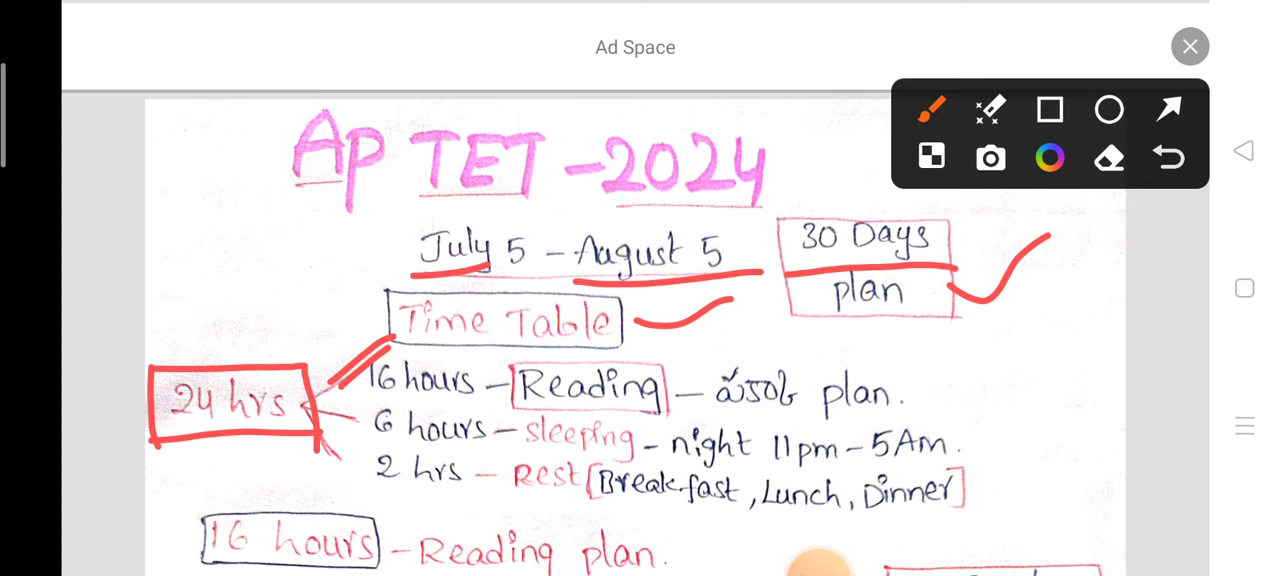 Ad Space
Ap TET - 2024
July 5 - August 5
30 Days
plan
Time Table
24 hrs
16 hours - Reading - plan.
6 hours - sleeping - night 11pm - 5Am.
2 hrs - Rest [Breakfast, Lunch, Dinner]
16 hours - Reading plan.